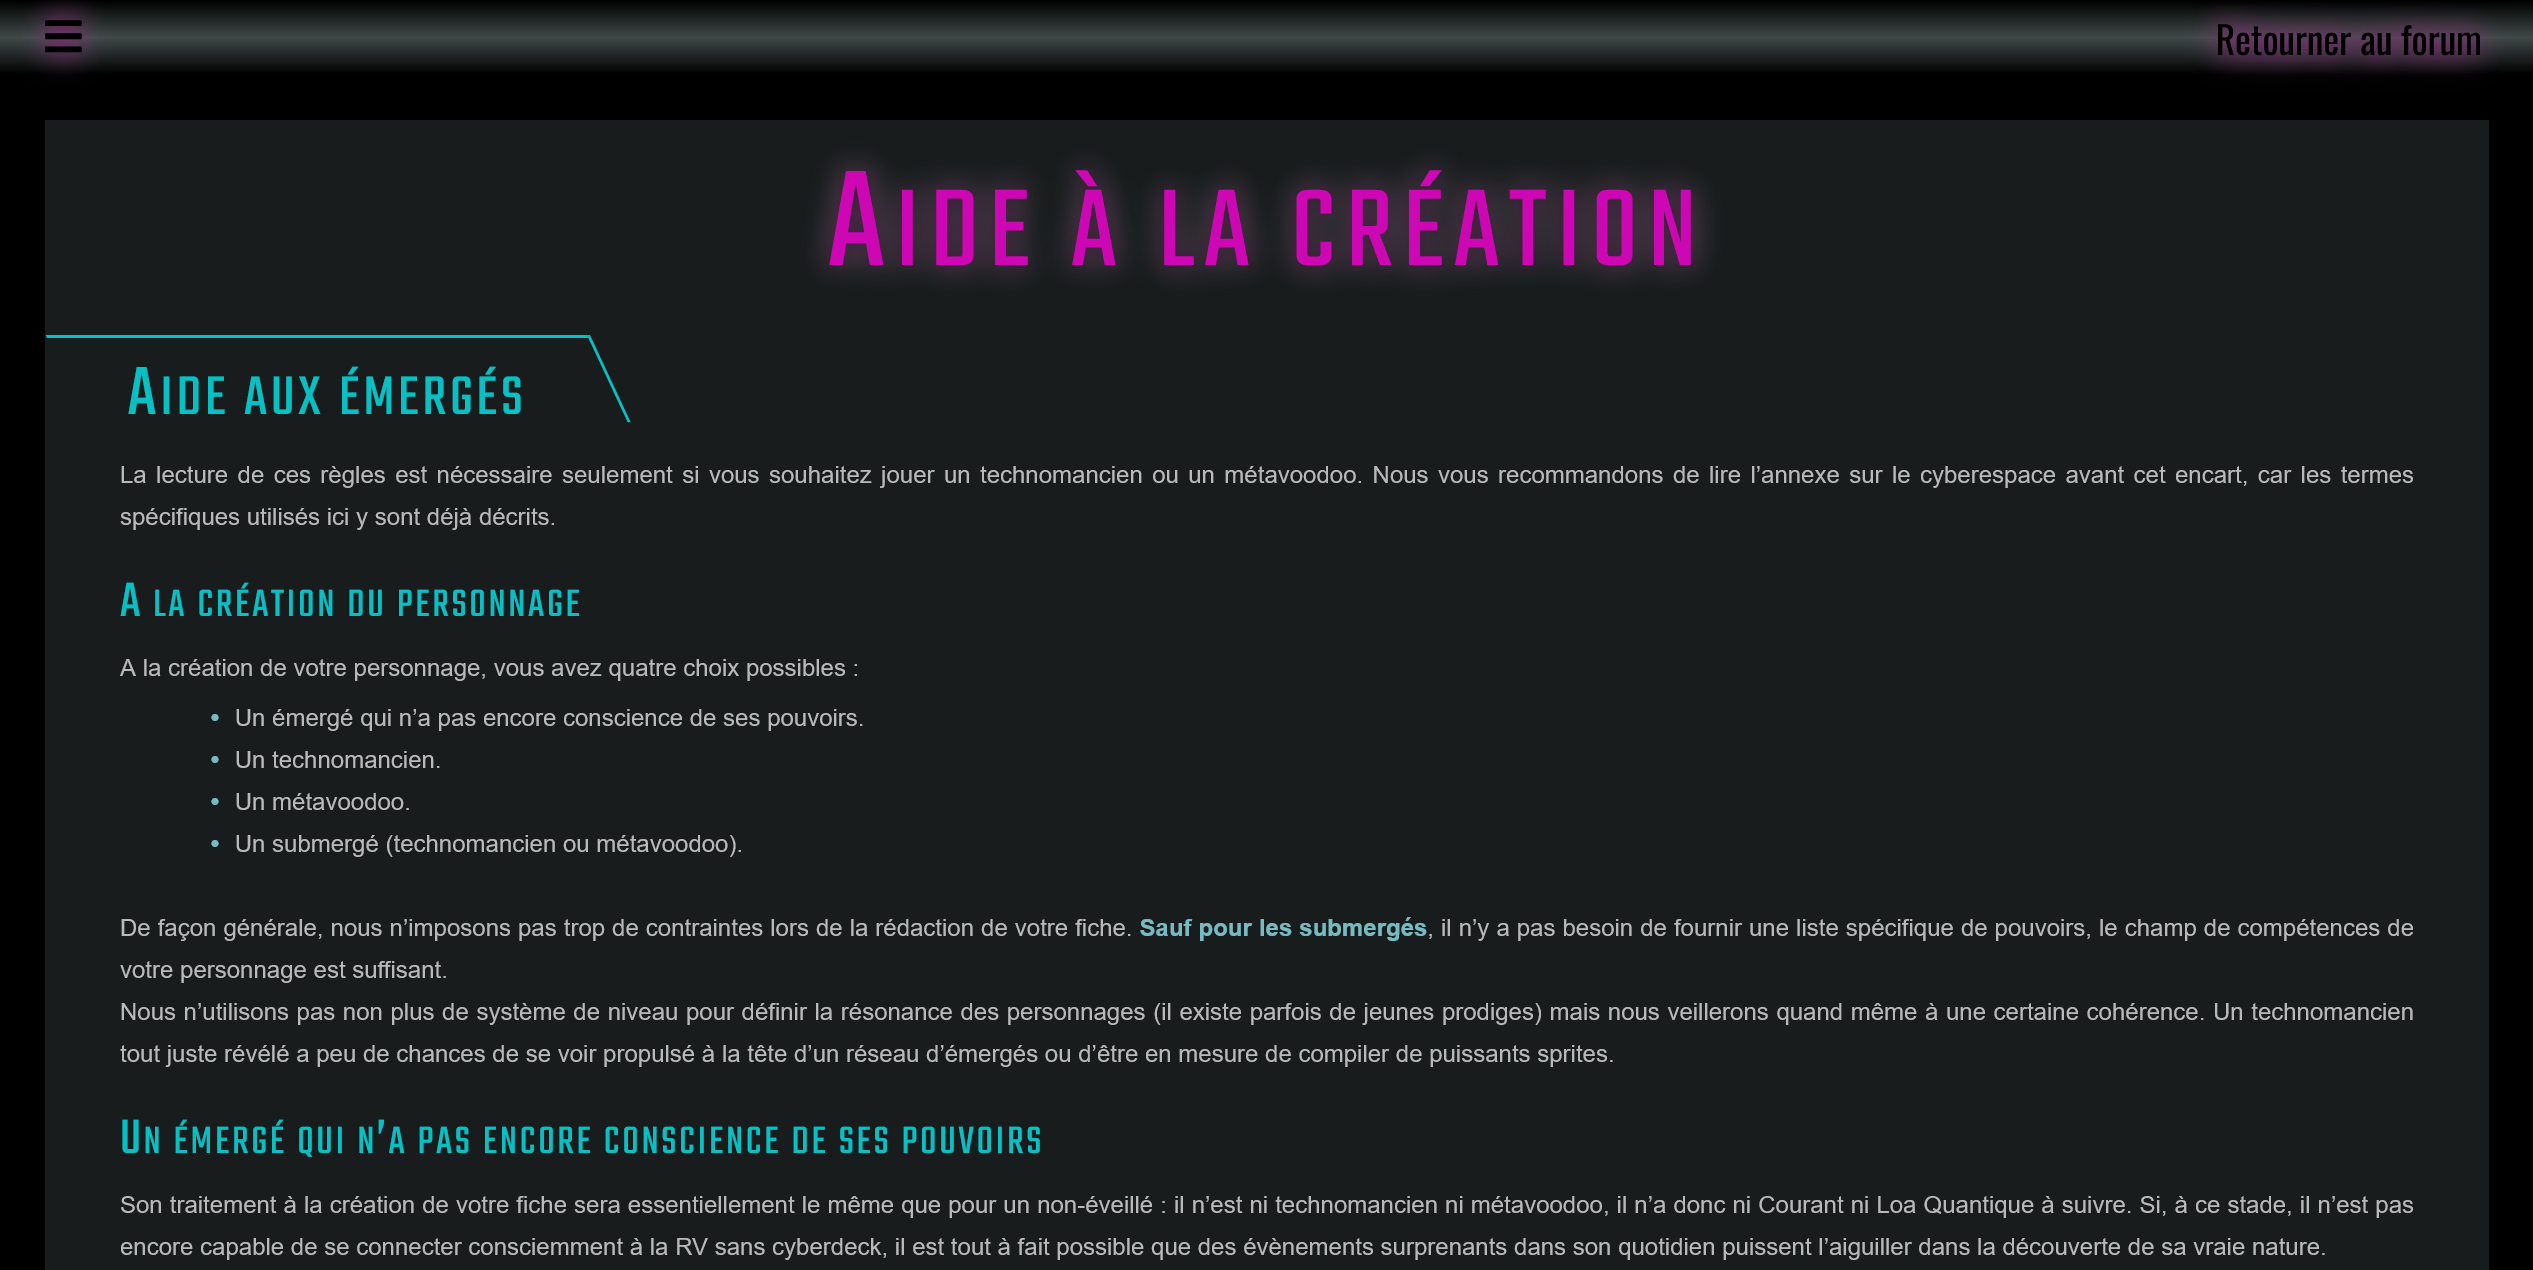 Retourner au forum
Aide à la création
Aide aux émergés
La lecture de ces règles est nécessaire seulement si vous souhaitez jouer un technomancien ou un métavoodoo. Nous vous recommandons de lire l’annexe sur le cyberespace avant cet encart, car les termes
spécifiques utilisés ici y sont déjà décrits.
A la création du personnage
A la création de votre personnage, vous avez quatre choix possibles :
• Un émergé qui n’a pas encore conscience de ses pouvoirs.
• Un technomancien.
• Un métavoodoo.
• Un submergé (technomancien ou métavoodoo).
De façon générale, nous n’imposons pas trop de contraintes lors de la rédaction de votre fiche. Sauf pour les submergés, il n’y a pas besoin de fournir une liste spécifique de pouvoirs, le champ de compétences de
votre personnage est suffisant.
Nous n’utilisons pas non plus de système de niveau pour définir la résonance des personnages (il existe parfois de jeunes prodiges) mais nous veillerons quand même à une certaine cohérence. Un technomancien
tout juste révélé a peu de chances de se voir propulsé à la tête d’un réseau d’émergés ou d’être en mesure de compiler de puissants sprites.
Un émergé qui n’a pas encore conscience de ses pouvoirs
Son traitement à la création de votre fiche sera essentiellement le même que pour un non-éveillé : il n’est ni technomancien ni métavoodoo, il n’a donc ni Courant ni Loa Quantique à suivre. Si, à ce stade, il n’est pas
encore capable de se connecter consciemment à la RV sans cyberdeck, il est tout à fait possible que des évènements surprenants dans son quotidien puissent l’aiguiller dans la découverte de sa vraie nature.